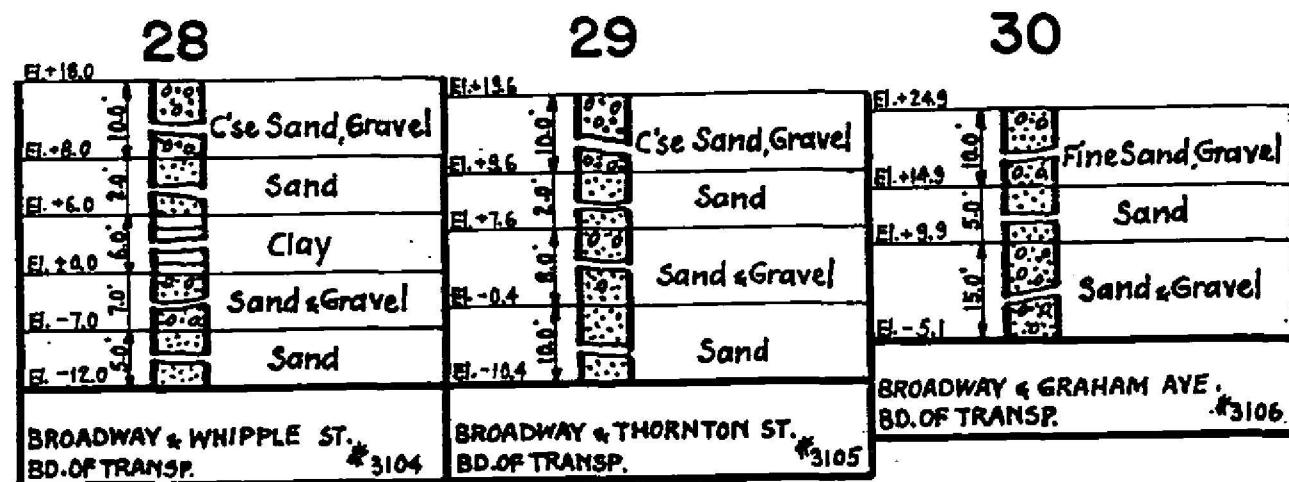 28
El.+18.0
10.0'
C'se Sand, Gravel
El.+8.0
2.0'
Sand
El.+6.0
6.0'
Clay
El. ±0.0
7.0'
Sand & Gravel
El. -7.0
5.0'
Sand
El. -12.0
BROADWAY & WHIPPLE ST.
BD. OF TRANSP. #3104
29
El.+19.6
10.0'
C'se Sand, Gravel
El.+9.6
2.0'
Sand
El.+7.6
8.0'
Sand & Gravel
El. -0.4
10.0'
Sand
El. -10.4
BROADWAY & THORNTON ST.
BD. OF TRANSP. #3105
30
El.+24.9
10.0'
Fine Sand, Gravel
El.+14.9
5.0'
Sand
El.+9.9
15.0'
Sand & Gravel
El. -5.1
BROADWAY & GRAHAM AVE.
BD. OF TRANSP. #3106